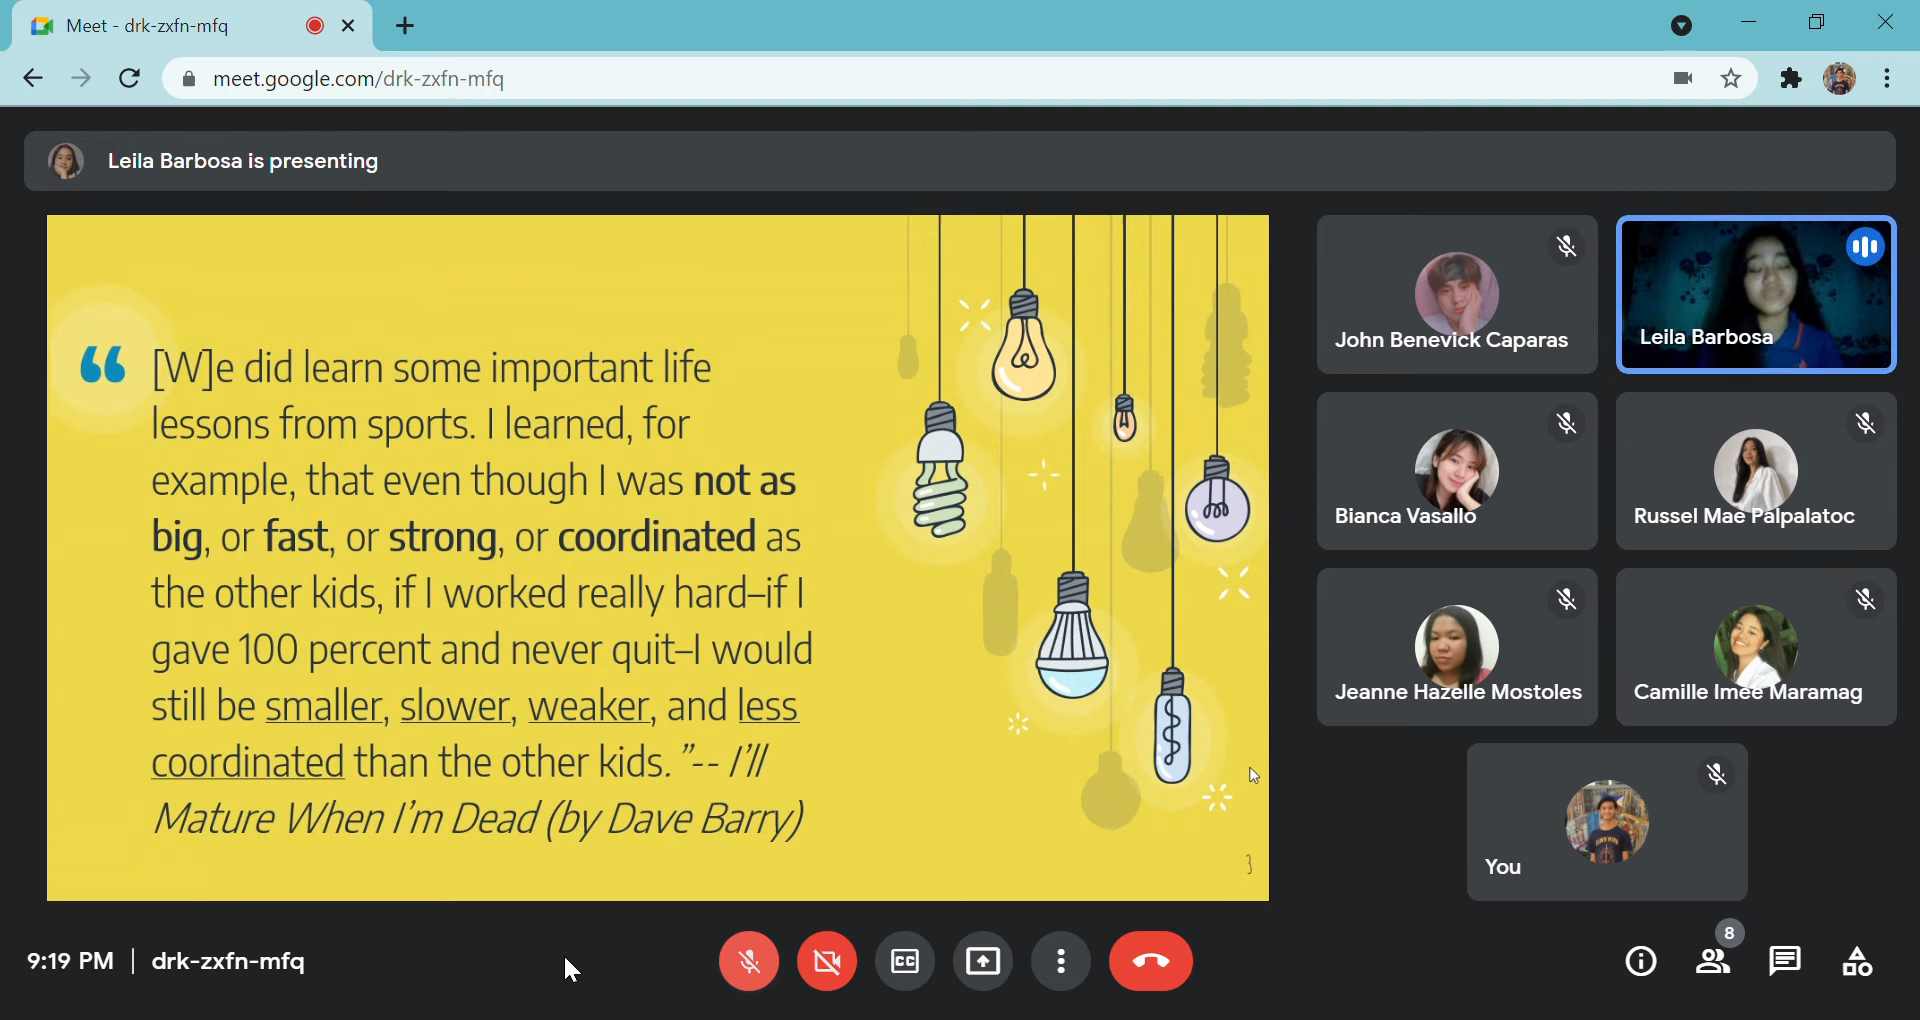 Meet - drk-zxfn-mfq
meet.google.com/drk-zxfn-mfq
Leila Barbosa is presenting
“ [W]e did learn some important life
lessons from sports. I learned, for
example, that even though I was not as
big, or fast, or strong, or coordinated as
the other kids, if I worked really hard–if I
gave 100 percent and never quit–I would
still be smaller, slower, weaker, and less
coordinated than the other kids. ”-- I’ll
Mature When I’m Dead (by Dave Barry)
3
John Benevick Caparas
Leila Barbosa
Bianca Vasallo
Russel Mae Palpalatoc
Jeanne Hazelle Mostoles
Camille Imee Maramag
You
9:19 PM | drk-zxfn-mfq
CC
8